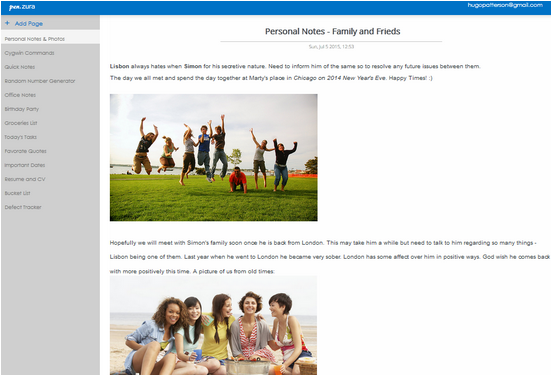 pen.zura
hugopatterson@gmail.com
+ Add Page
Personal Notes & Photos
Cygwin Commands
Quick Notes
Random Number Generator
Office Notes
Birthday Party
Groceries List
Today's Tasks
Favorate Quotes
Important Dates
Resume and CV
Bucket List
Defect Tracker
Personal Notes - Family and Frieds
Sun, Jul 5 2015, 12:53
Lisbon always hates when Simon for his secretive nature. Need to inform him of the same so to resolve any future issues between them.
The day we all met and spend the day together at Marty's place in Chicago on 2014 New Year's Eve. Happy Times! :)
Hopefully we will meet with Simon's family soon once he is back from London. This may take him a while but need to talk to him regarding so many things -
Lisbon being one of them. Last year when he went to London he became very sober. London has some affect over him in positive ways. God wish he comes back
with more positively this time. A picture of us from old times: